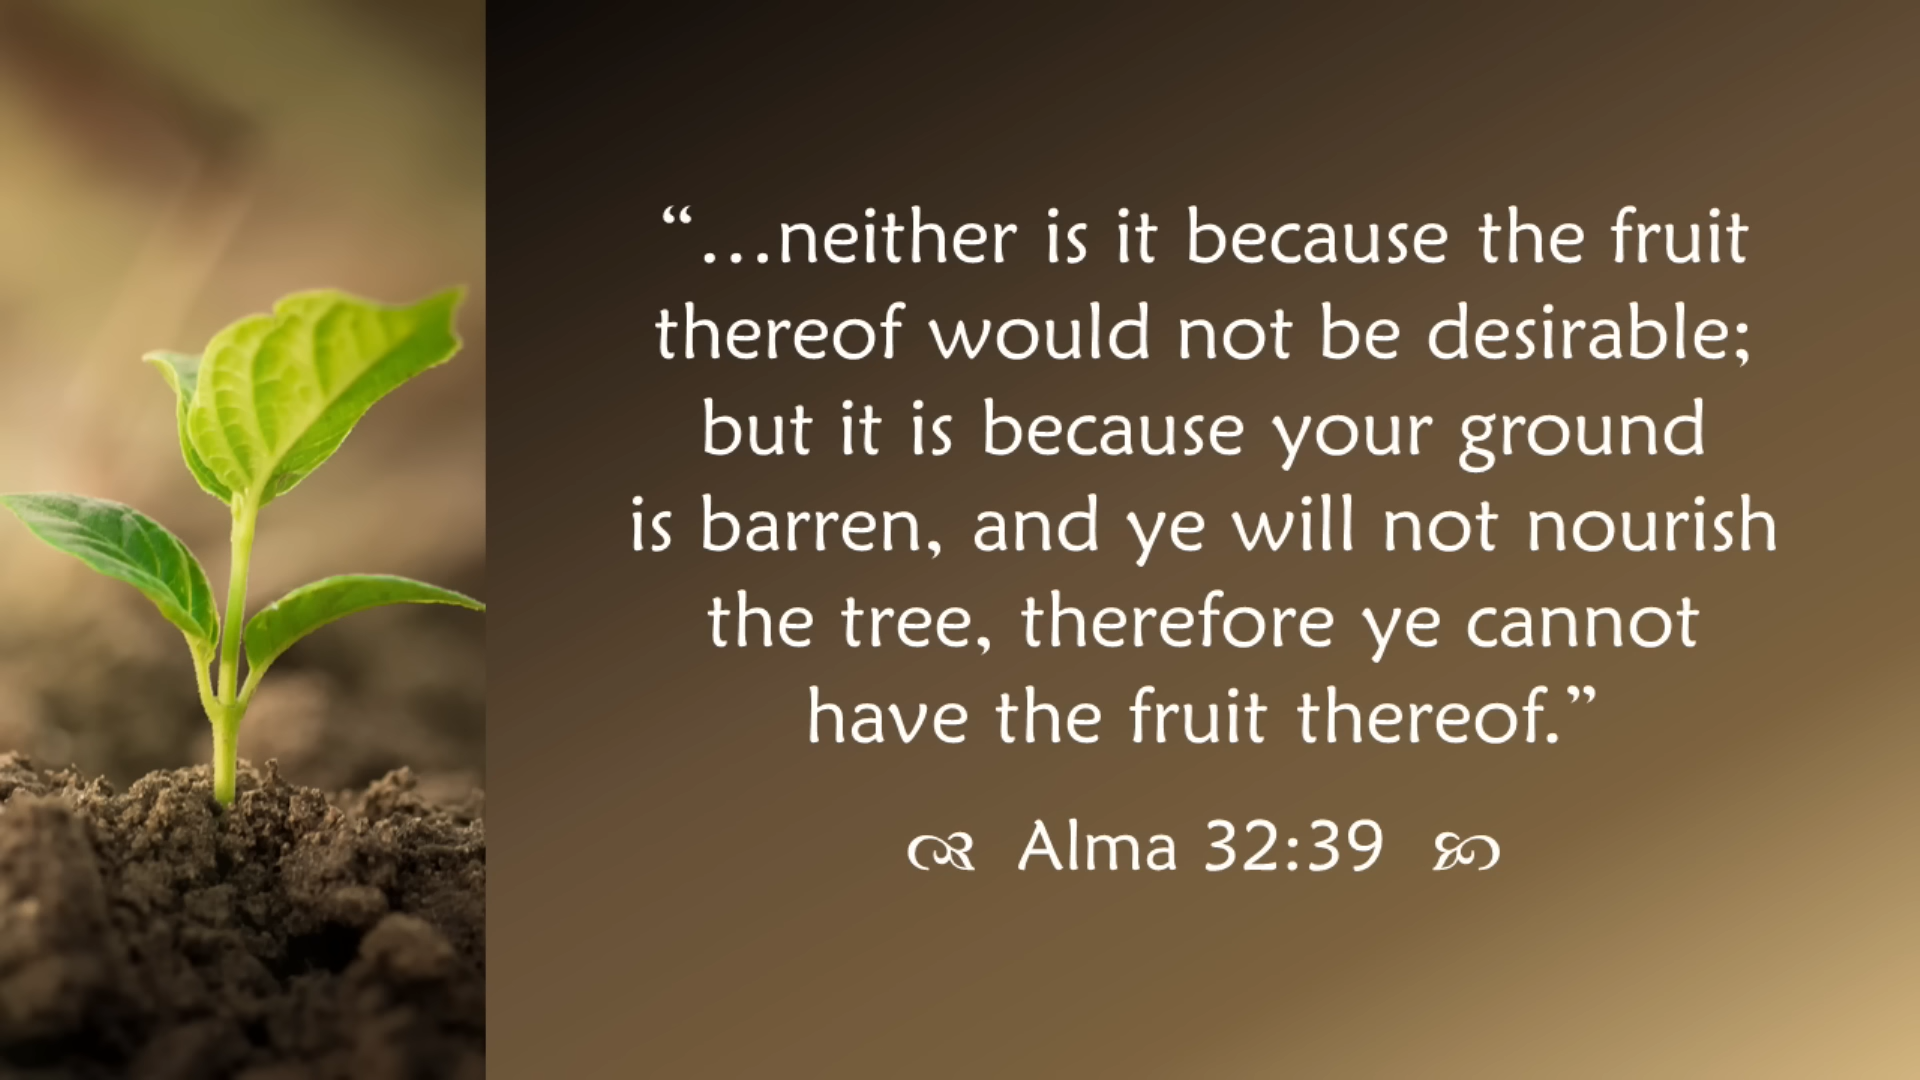 “...neither is it because the fruit
thereof would not be desirable;
but it is because your ground
is barren, and ye will not nourish
the tree, therefore ye cannot
have the fruit thereof.”
Alma 32:39